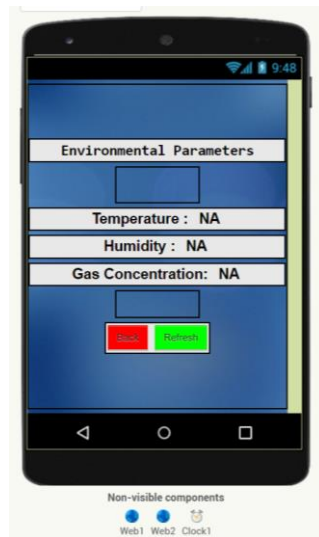 9:48
Environmental Parameters
Temperature : NA
Humidity : NA
Gas Concentration: NA
Back Refresh
Non-visible components
Web1 Web2 Clock1